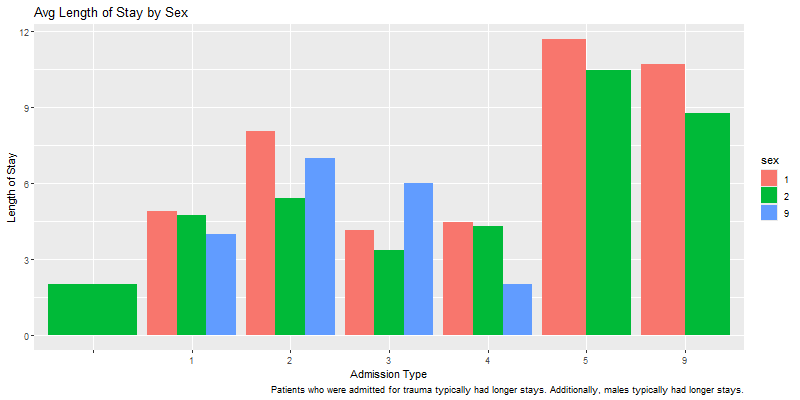 Avg Length of Stay by Sex
12
9
6
3
0
Length of Stay
1 2 3 4 5 9
Admission Type
sex
1
2
9
Patients who were admitted for trauma typically had longer stays. Additionally, males typically had longer stays.